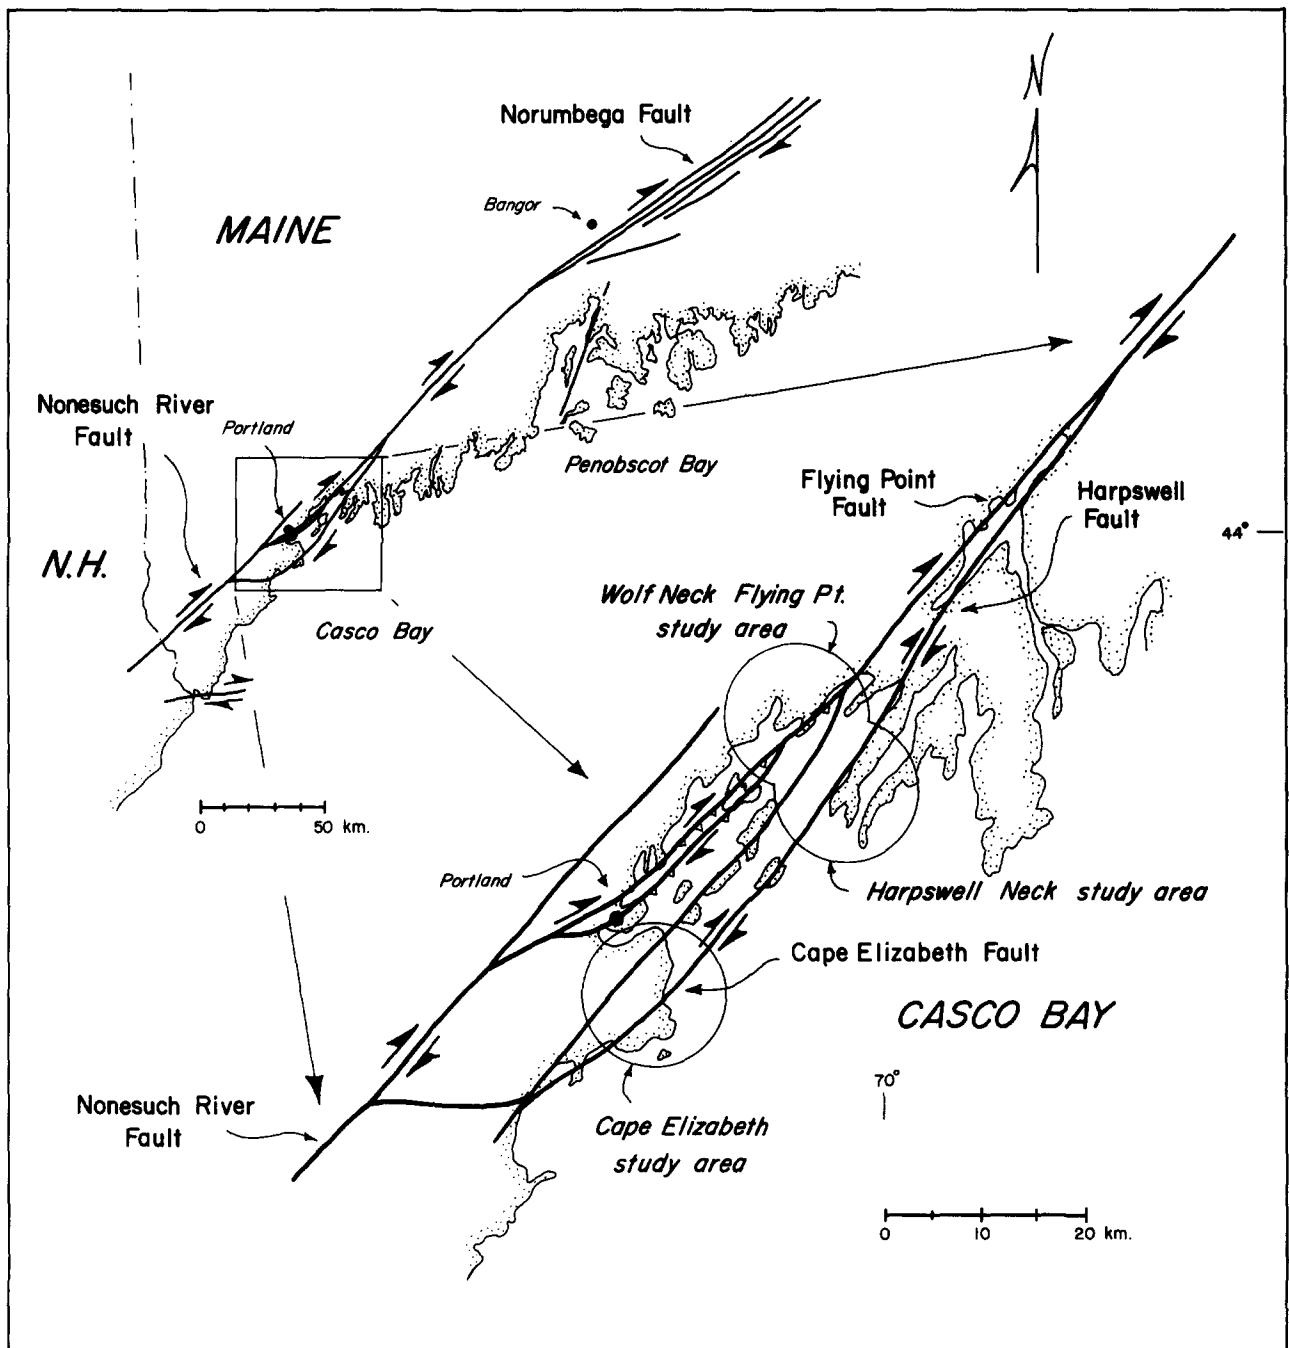 N
Norumbega Fault
Bangor
MAINE
Nonesuch River
Fault
Portland
Penobscot Bay
N.H.
Casco Bay
0 50 km.
Flying Point
Fault
Harpswell
Fault
44°
Wolf Neck Flying Pt.
study area
Portland
Harpswell Neck study area
Cape Elizabeth Fault
CASCO BAY
70°
Nonesuch River
Fault
Cape Elizabeth
study area
0 10 20 km.